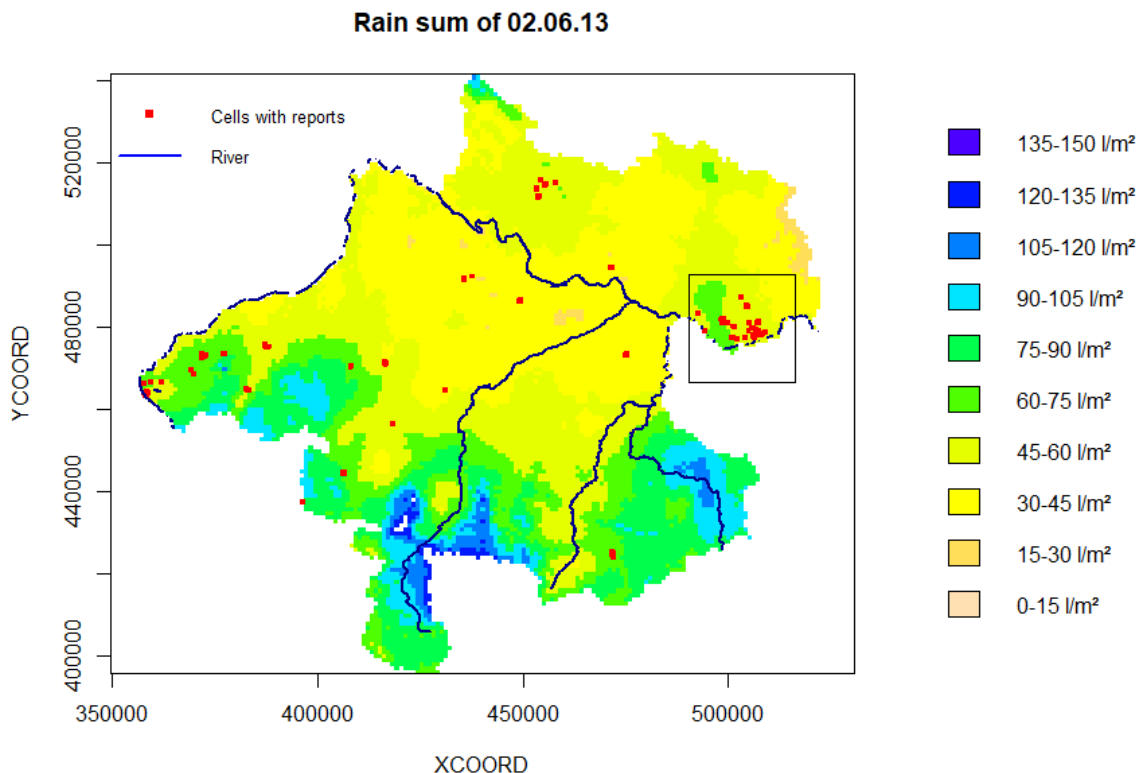 Rain sum of 02.06.13
Cells with reports
River
135-150 l/m²
120-135 l/m²
105-120 l/m²
90-105 l/m²
75-90 l/m²
60-75 l/m²
45-60 l/m²
30-45 l/m²
15-30 l/m²
0-15 l/m²
YCOORD
520000
480000
440000
400000
350000
400000
450000
500000
XCOORD